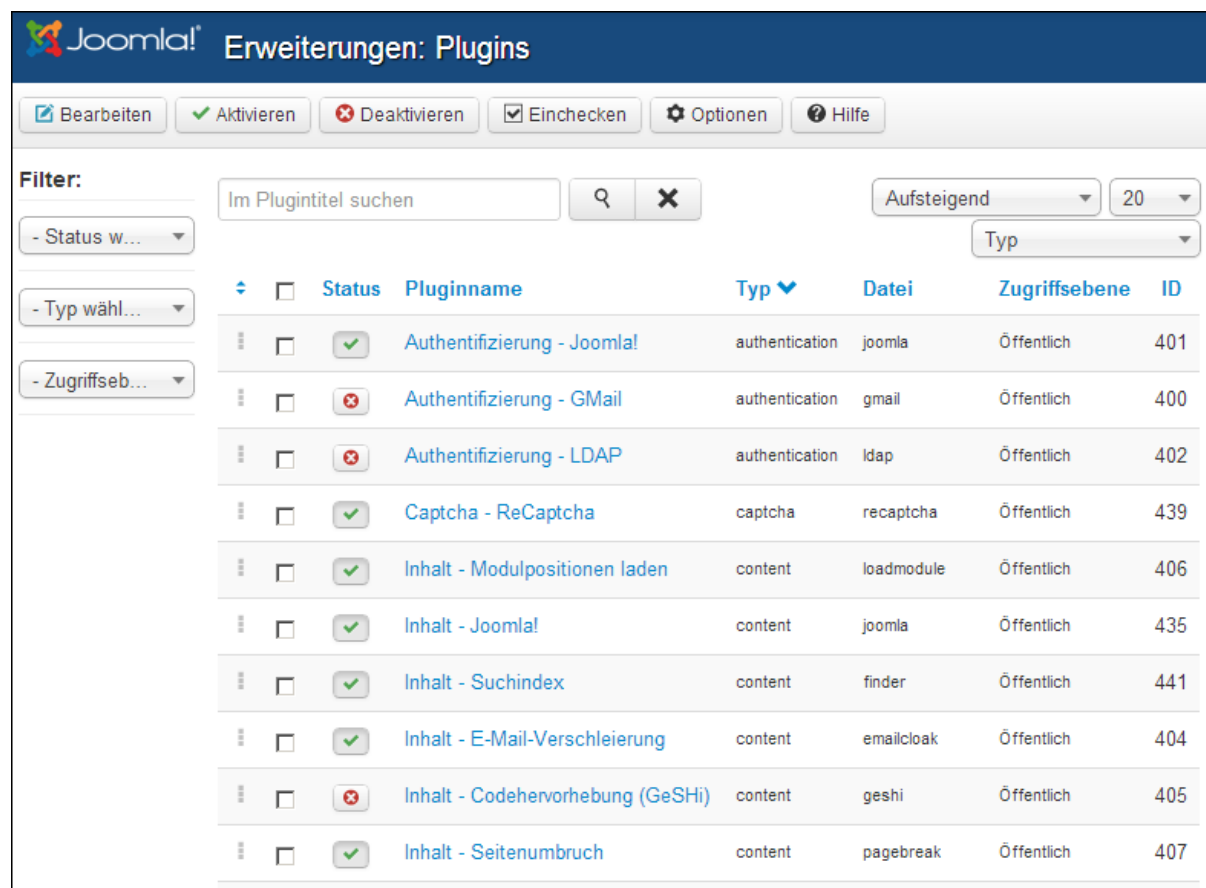 Joomla!® Erweiterungen: Plugins
Bearbeiten Aktivieren Deaktivieren Einchecken Optionen Hilfe
Filter:
Im Plugintitel suchen Aufsteigend 20
- Status w... Typ
Status Pluginname Typ Datei Zugriffsebene ID
- Typ wähl...
Authentifizierung - Joomla! authentication joomla Öffentlich 401
- Zugriffseb...
Authentifizierung - GMail authentication gmail Öffentlich 400
Authentifizierung - LDAP authentication ldap Öffentlich 402
Captcha - ReCaptcha captcha recaptcha Öffentlich 439
Inhalt - Modulpositionen laden content loadmodule Öffentlich 406
Inhalt - Joomla! content joomla Öffentlich 435
Inhalt - Suchindex content finder Öffentlich 441
Inhalt - E-Mail-Verschleierung content emailcloak Öffentlich 404
Inhalt - Codehervorhebung (GeSHi) content geshi Öffentlich 405
Inhalt - Seitenumbruch content pagebreak Öffentlich 407